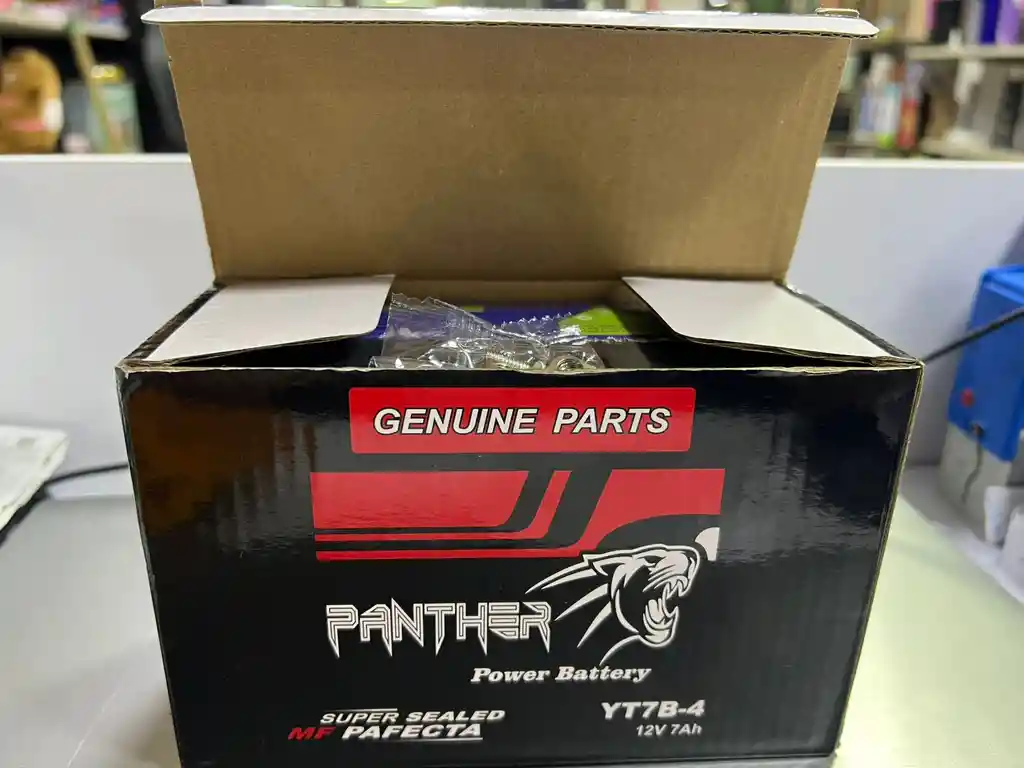 GENUINE PARTS
PANTHER
Power Battery
SUPER SEALED
MF PAFECTA
YT7B-4
12V 7Ah